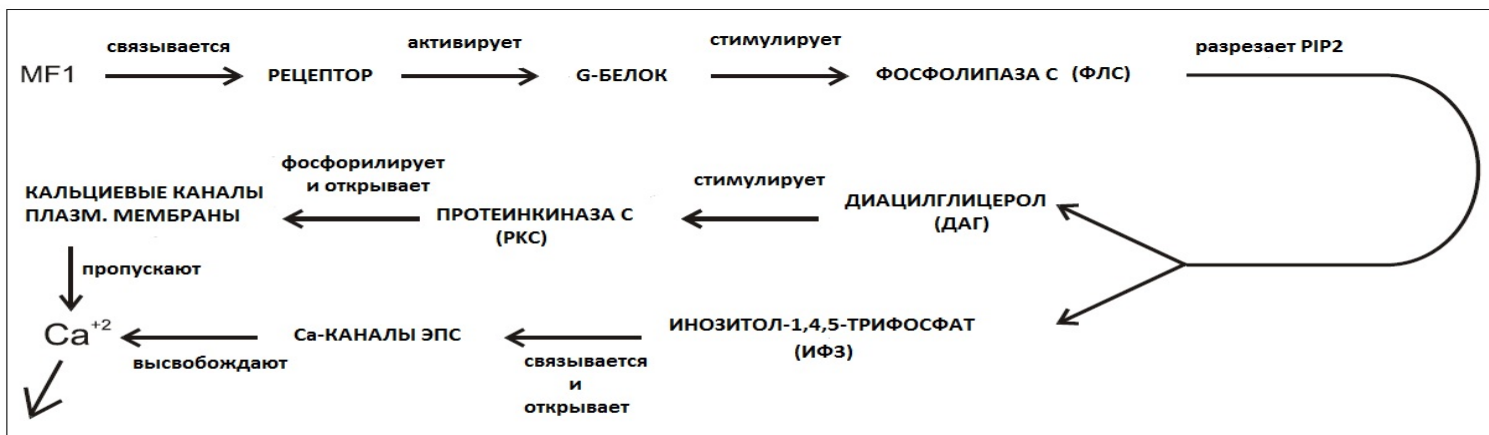 связывается
активирует
стимулирует
разрезает PIP2
MF1
РЕЦЕПТОР
G-БЕЛОК
ФОСФОЛИПАЗА С (ФЛС)
фосфорилирует
и открывает
стимулирует
КАЛЬЦИЕВЫЕ КАНАЛЫ
ПЛАЗМ. МЕМБРАНЫ
ПРОТЕИНКИНАЗА С
(РКС)
ДИАЦИЛГЛИЦЕРОЛ
(ДАГ)
пропускают
Ca+2
высвобождают
Са-КАНАЛЫ ЭПС
связывается
и
открывает
ИНОЗИТОЛ-1,4,5-ТРИФОСФАТ
(ИФ3)